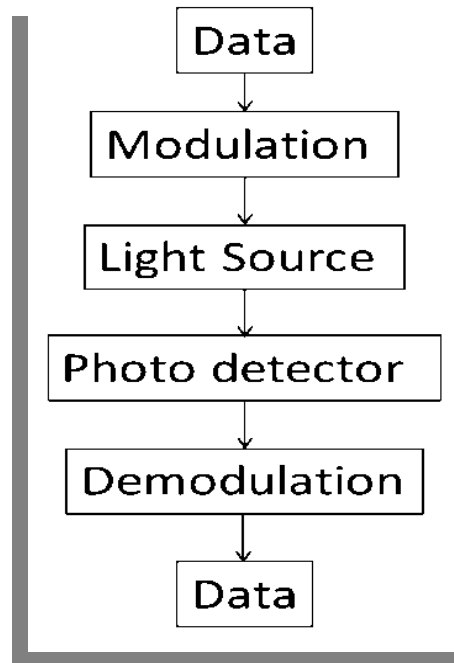 Data
Modulation
Light Source
Photo detector
Demodulation
Data